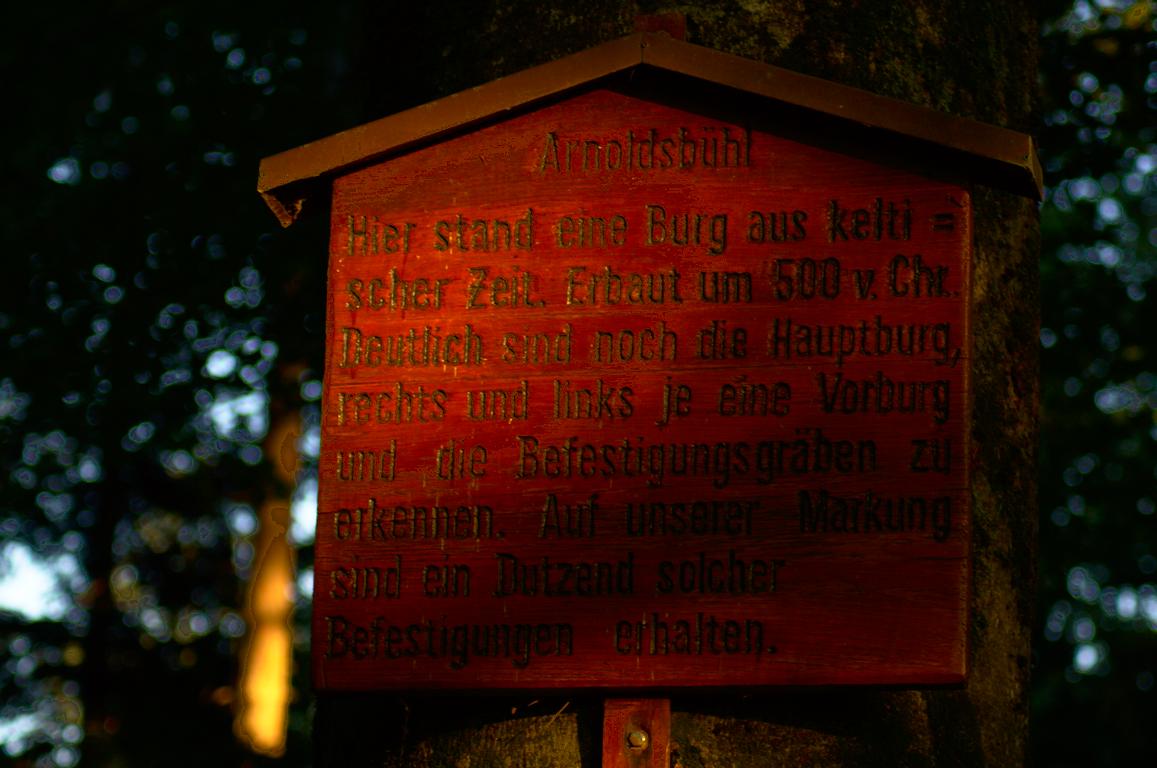 Arnoldsbühl
Hier stand eine Burg aus kelti =
scher Zeit. Erbaut um 500 v. Chr.
Deutlich sind noch die Hauptburg,
rechts und links je eine Vorburg
und die Befestigungsgräben zu
erkennen. Auf unserer Markung
sind ein Dutzend solcher
Befestigungen erhalten.